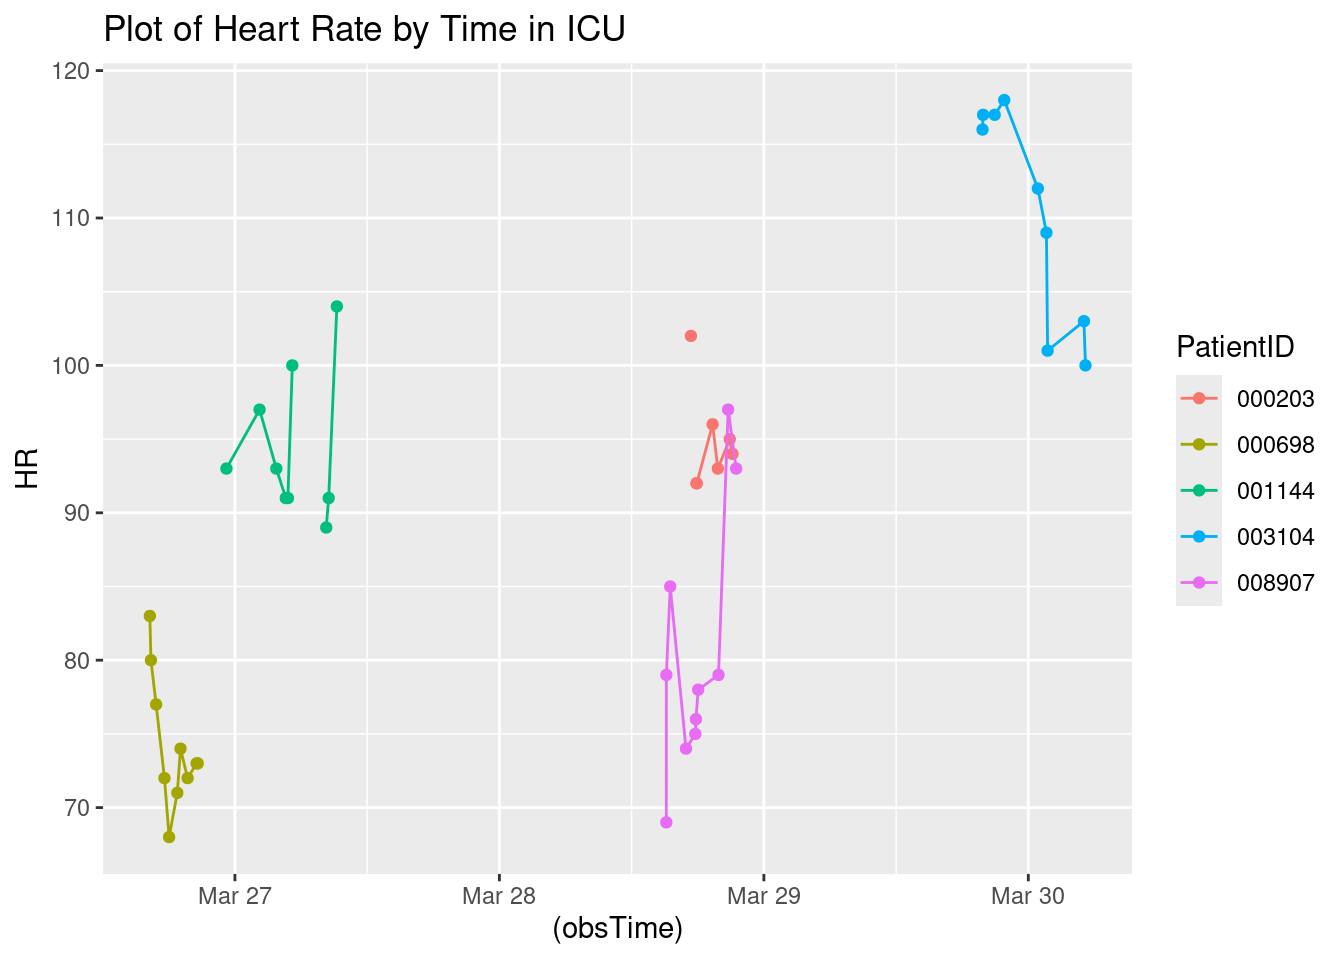 Plot of Heart Rate by Time in ICU
120
110
100
90
80
70
HR
Mar 27 Mar 28 Mar 29 Mar 30
(obsTime)
PatientID
000203
000698
001144
003104
008907